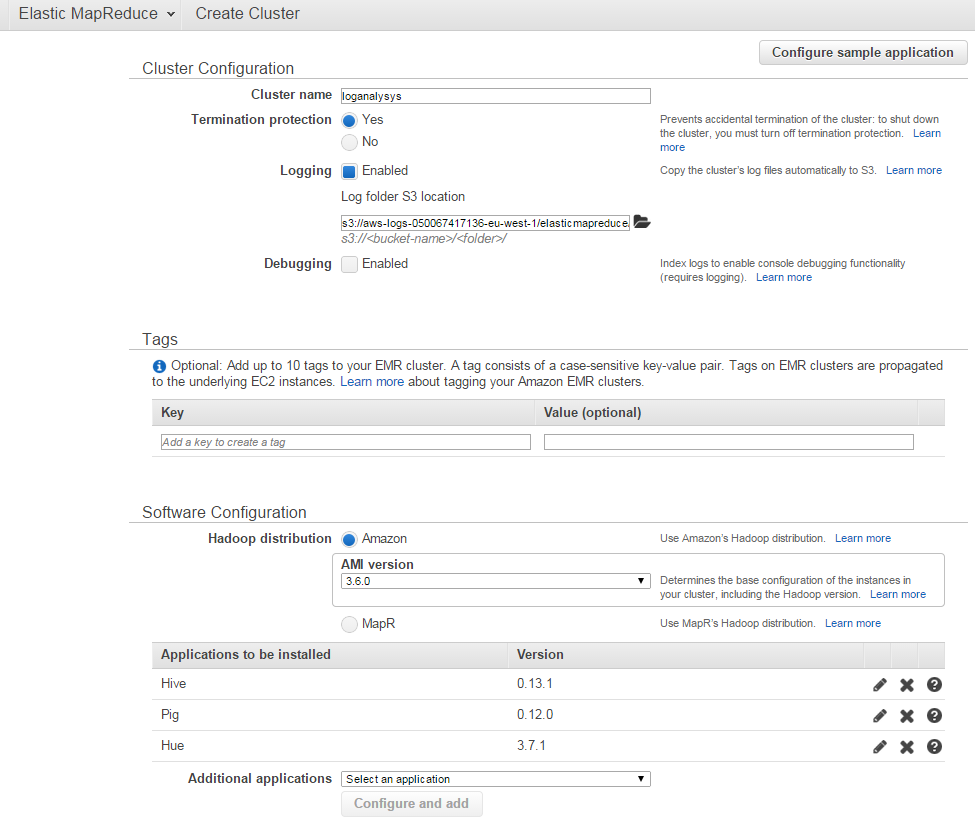 Elastic MapReduce Create Cluster
Configure sample application
Cluster Configuration
Cluster name loganalysys
Termination protection Yes
No
Prevents accidental termination of the cluster: to shut down
the cluster, you must turn off termination protection. Learn
more
Logging Enabled
Copy the cluster's log files automatically to S3. Learn more
Log folder S3 location
s3://aws-logs-050067417136-eu-west-1/elasticmapreduce/
s3://<bucket-name>/<folder>/
Debugging Enabled
Index logs to enable console debugging functionality
(requires logging). Learn more
Tags
Optional: Add up to 10 tags to your EMR cluster. A tag consists of a case-sensitive key-value pair. Tags on EMR clusters are propagated
to the underlying EC2 instances. Learn more about tagging your Amazon EMR clusters.
Key Value (optional)
Add a key to create a tag
Software Configuration
Hadoop distribution Amazon
Use Amazon's Hadoop distribution. Learn more
AMI version
3.6.0
Determines the base configuration of the instances in
your cluster, including the Hadoop version. Learn more
MapR
Use MapR's Hadoop distribution. Learn more
Applications to be installed Version
Hive 0.13.1
Pig 0.12.0
Hue 3.7.1
Additional applications Select an application
Configure and add